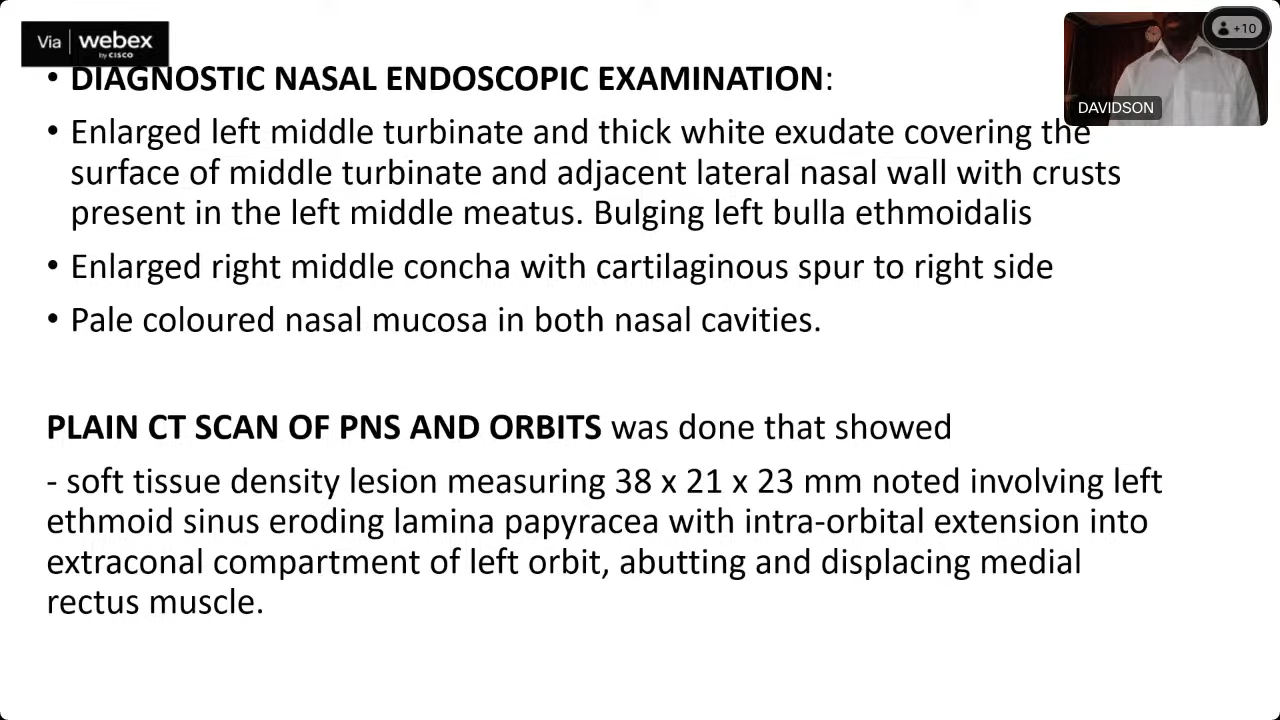 Via webex
by CISCO
+10
DAVIDSON
• DIAGNOSTIC NASAL ENDOSCOPIC EXAMINATION:
• Enlarged left middle turbinate and thick white exudate covering the
surface of middle turbinate and adjacent lateral nasal wall with crusts
present in the left middle meatus. Bulging left bulla ethmoidalis
• Enlarged right middle concha with cartilaginous spur to right side
• Pale coloured nasal mucosa in both nasal cavities.
PLAIN CT SCAN OF PNS AND ORBITS was done that showed
- soft tissue density lesion measuring 38 x 21 x 23 mm noted involving left
ethmoid sinus eroding lamina papyracea with intra-orbital extension into
extraconal compartment of left orbit, abutting and displacing medial
rectus muscle.